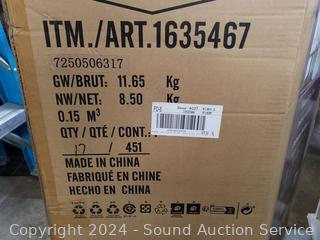 ITM./ART.1635467
7250506317
GW/BRUT: 11.65 Kg
NW/NET: 8.50 Kg
0.15 M³
QTY / QTÉ / CONT.:
17 / 451
MADE IN CHINA
FABRIQUÉ EN CHINE
HECHO EN CHINA
Copyright © 2024 - Sound Auction Service